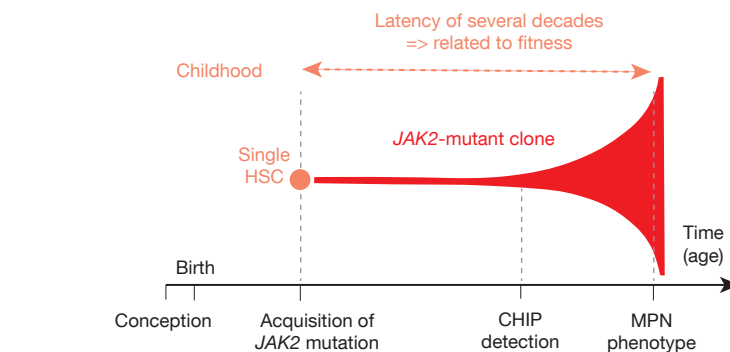 Latency of several decades
=> related to fitness
Childhood
JAK2-mutant clone
Single
HSC
Time
(age)
Birth
Conception
Acquisition of
JAK2 mutation
CHIP
detection
MPN
phenotype